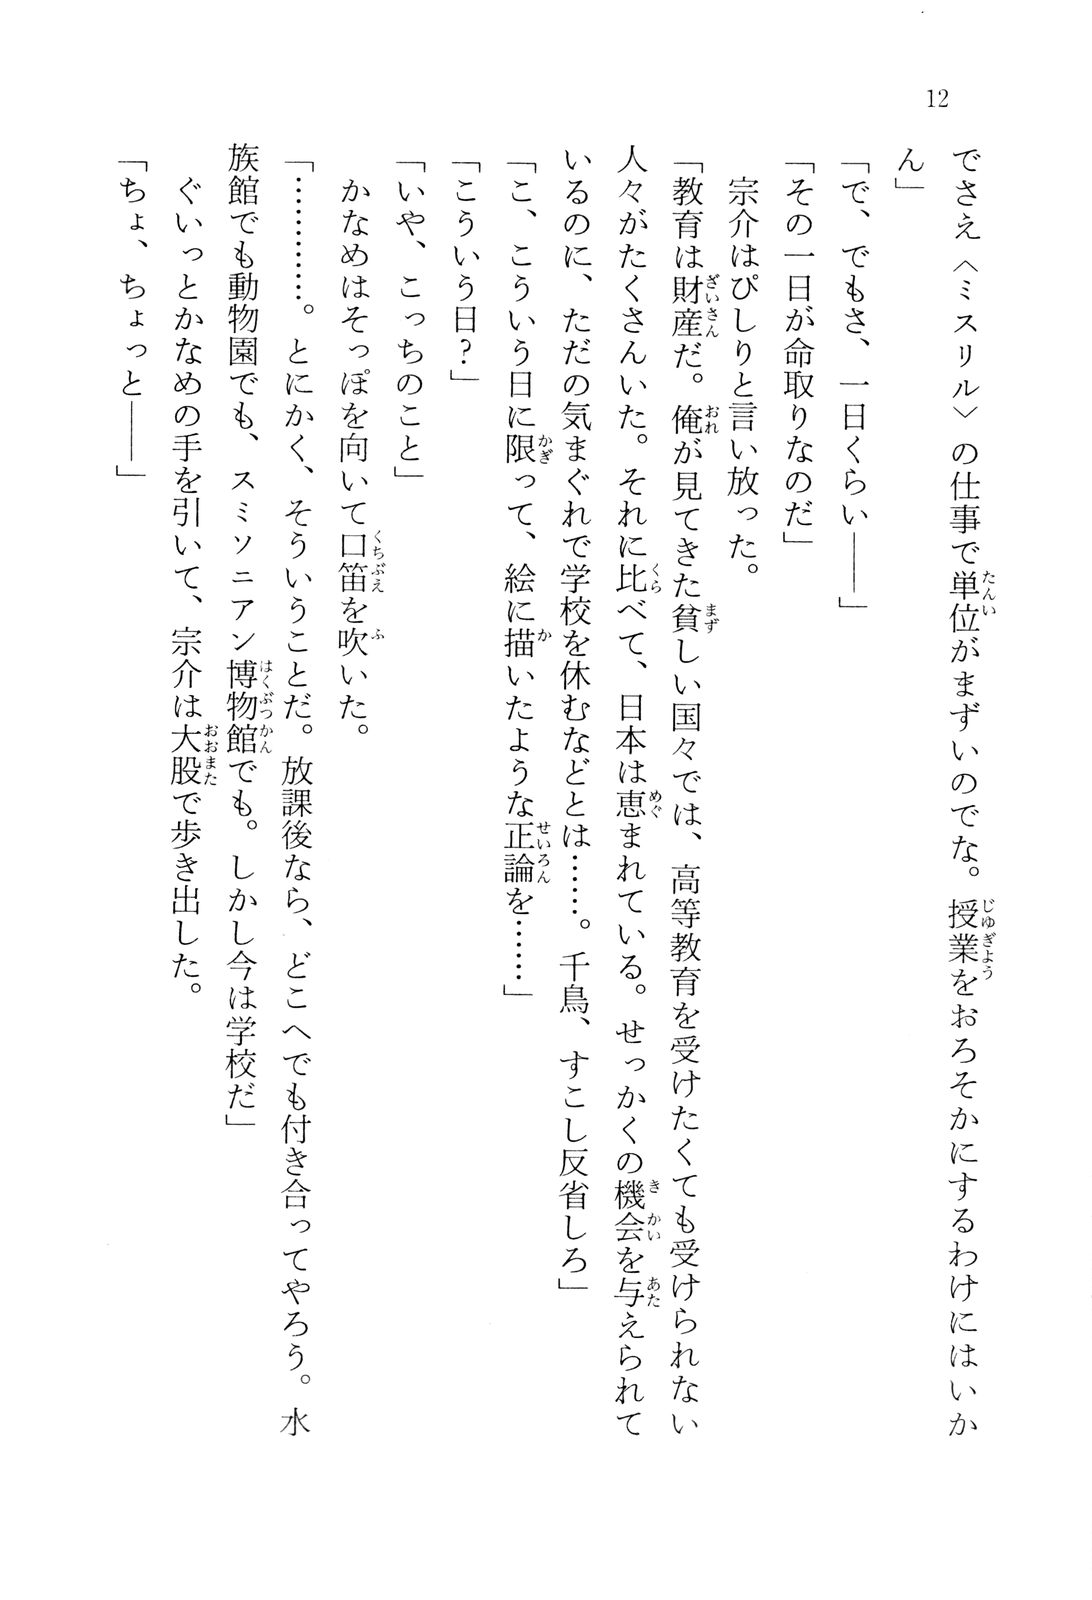 12
でさえ〈ミスリル〉の仕事で単位がまずいのでな。授業をおろそかにするわけにはいか
ん」
「で、でもさ、一日くらい――」
「その一日が命取りなのだ」
　宗介はぴしりと言い放った。
「教育は財産だ。俺が見てきた貧しい国々では、高等教育を受けたくても受けられない
人々がたくさんいた。それに比べて、日本は恵まれている。せっかくの機会を与えられて
いるのに、ただの気まぐれで学校を休むなどとは……。千鳥、すこし反省しろ」
「こ、こういう日に限って、絵に描いたような正論を……」
「こういう日？」
「いや、こっちのこと」
　かなめはそっぽを向いて口笛を吹いた。
「…………。とにかく、そういうことだ。放課後なら、どこへでも付き合ってやろう。水
族館でも動物園でも、スミソニアン博物館でも。しかし今は学校だ」
　ぐいっとかなめの手を引いて、宗介は大股で歩き出した。
「ちょ、ちょっと――」